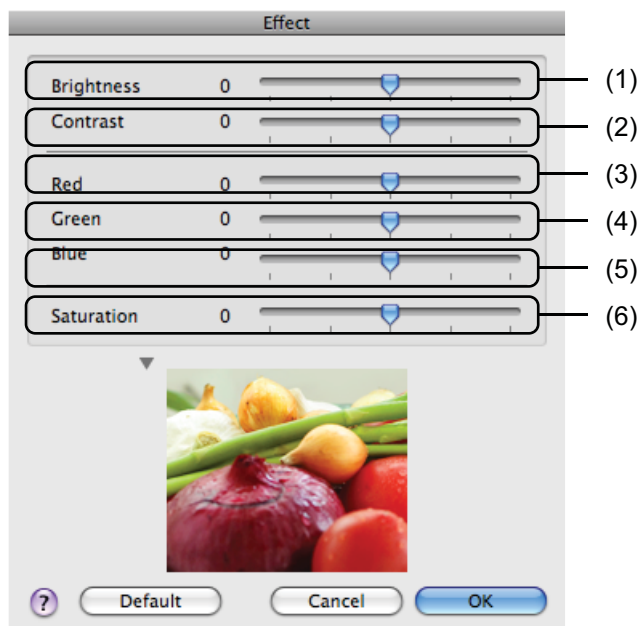 Effect
Brightness 0 (1)
Contrast 0 (2)
Red 0 (3)
Green 0 (4)
Blue 0 (5)
Saturation 0 (6)
? Default Cancel OK